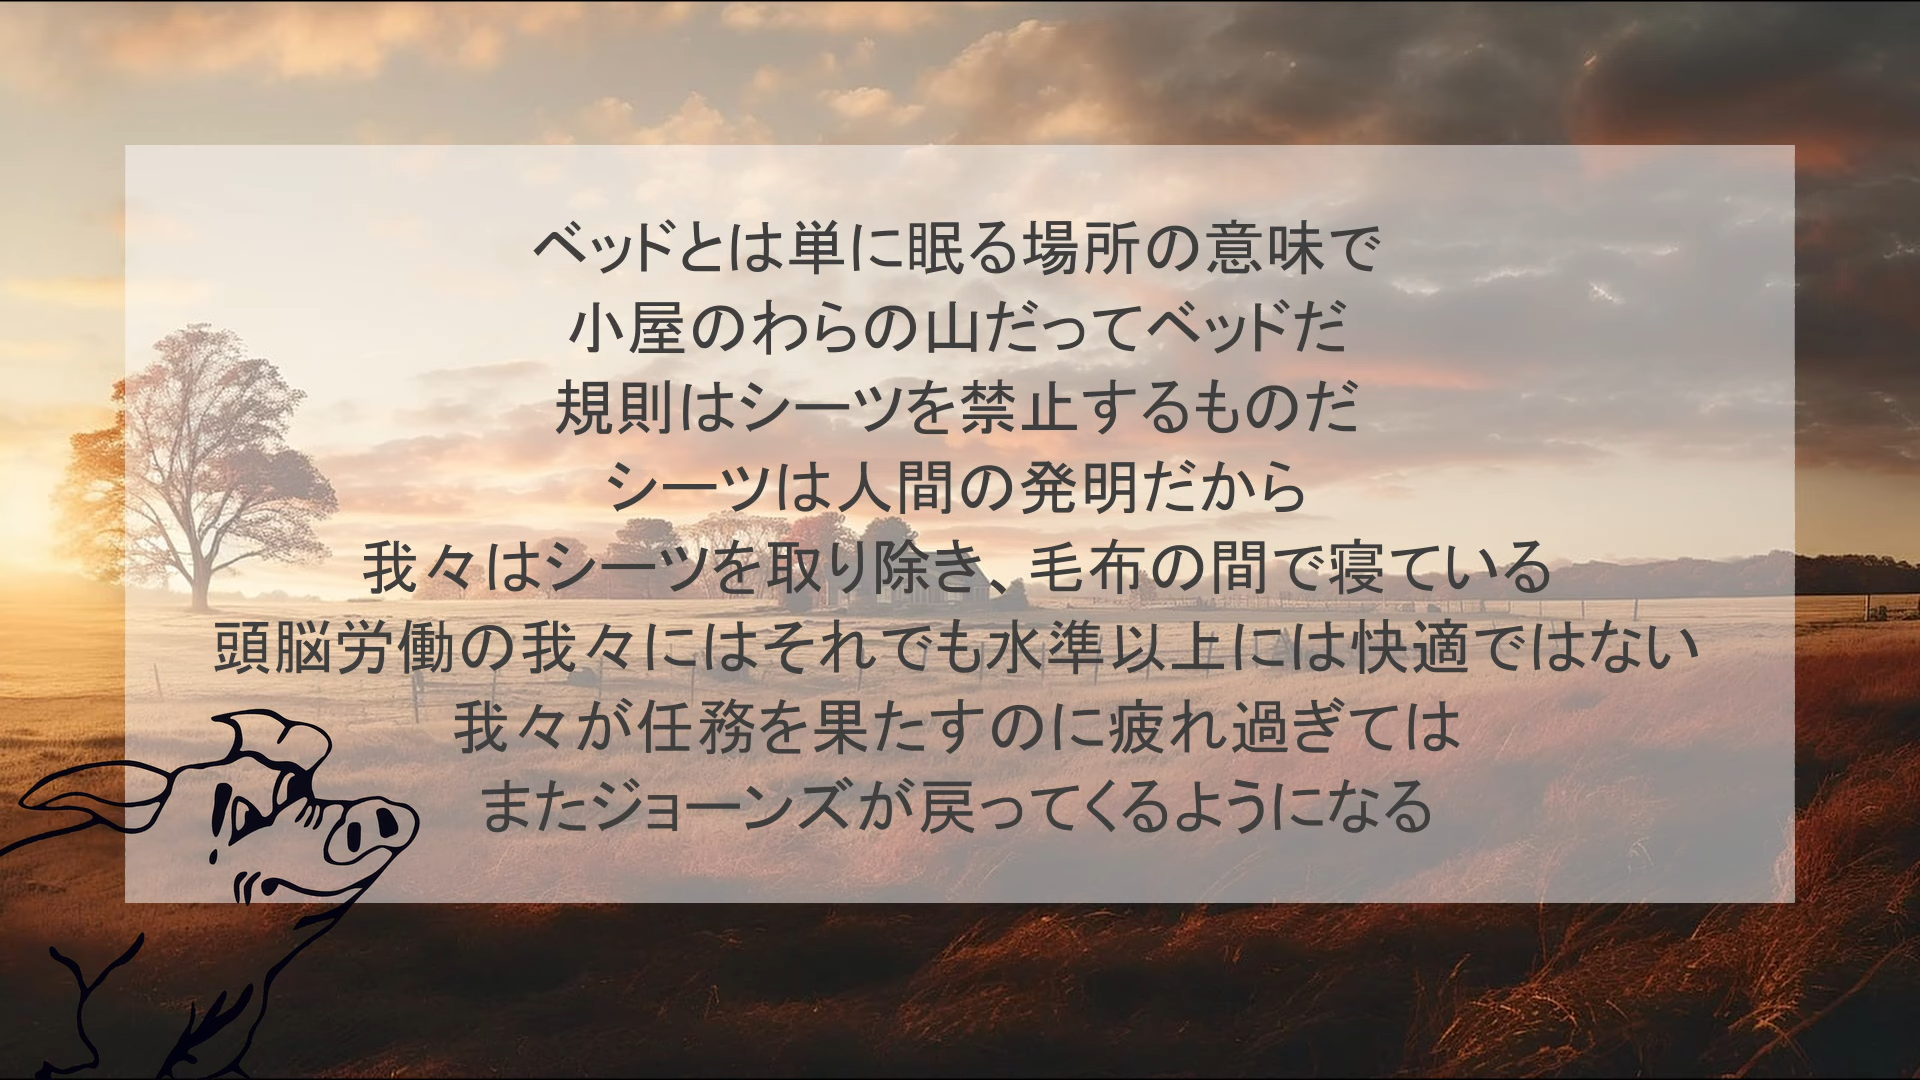 ベッドとは単に眠る場所の意味で
小屋のわらの山だってベッドだ
規則はシーツを禁止するものだ
シーツは人間の発明だから
我々はシーツを取り除き、毛布の間で寝ている
頭脳労働の我々にはそれでも水準以上には快適ではない
我々が任務を果たすのに疲れ過ぎては
またジョーンズが戻ってくるようになる